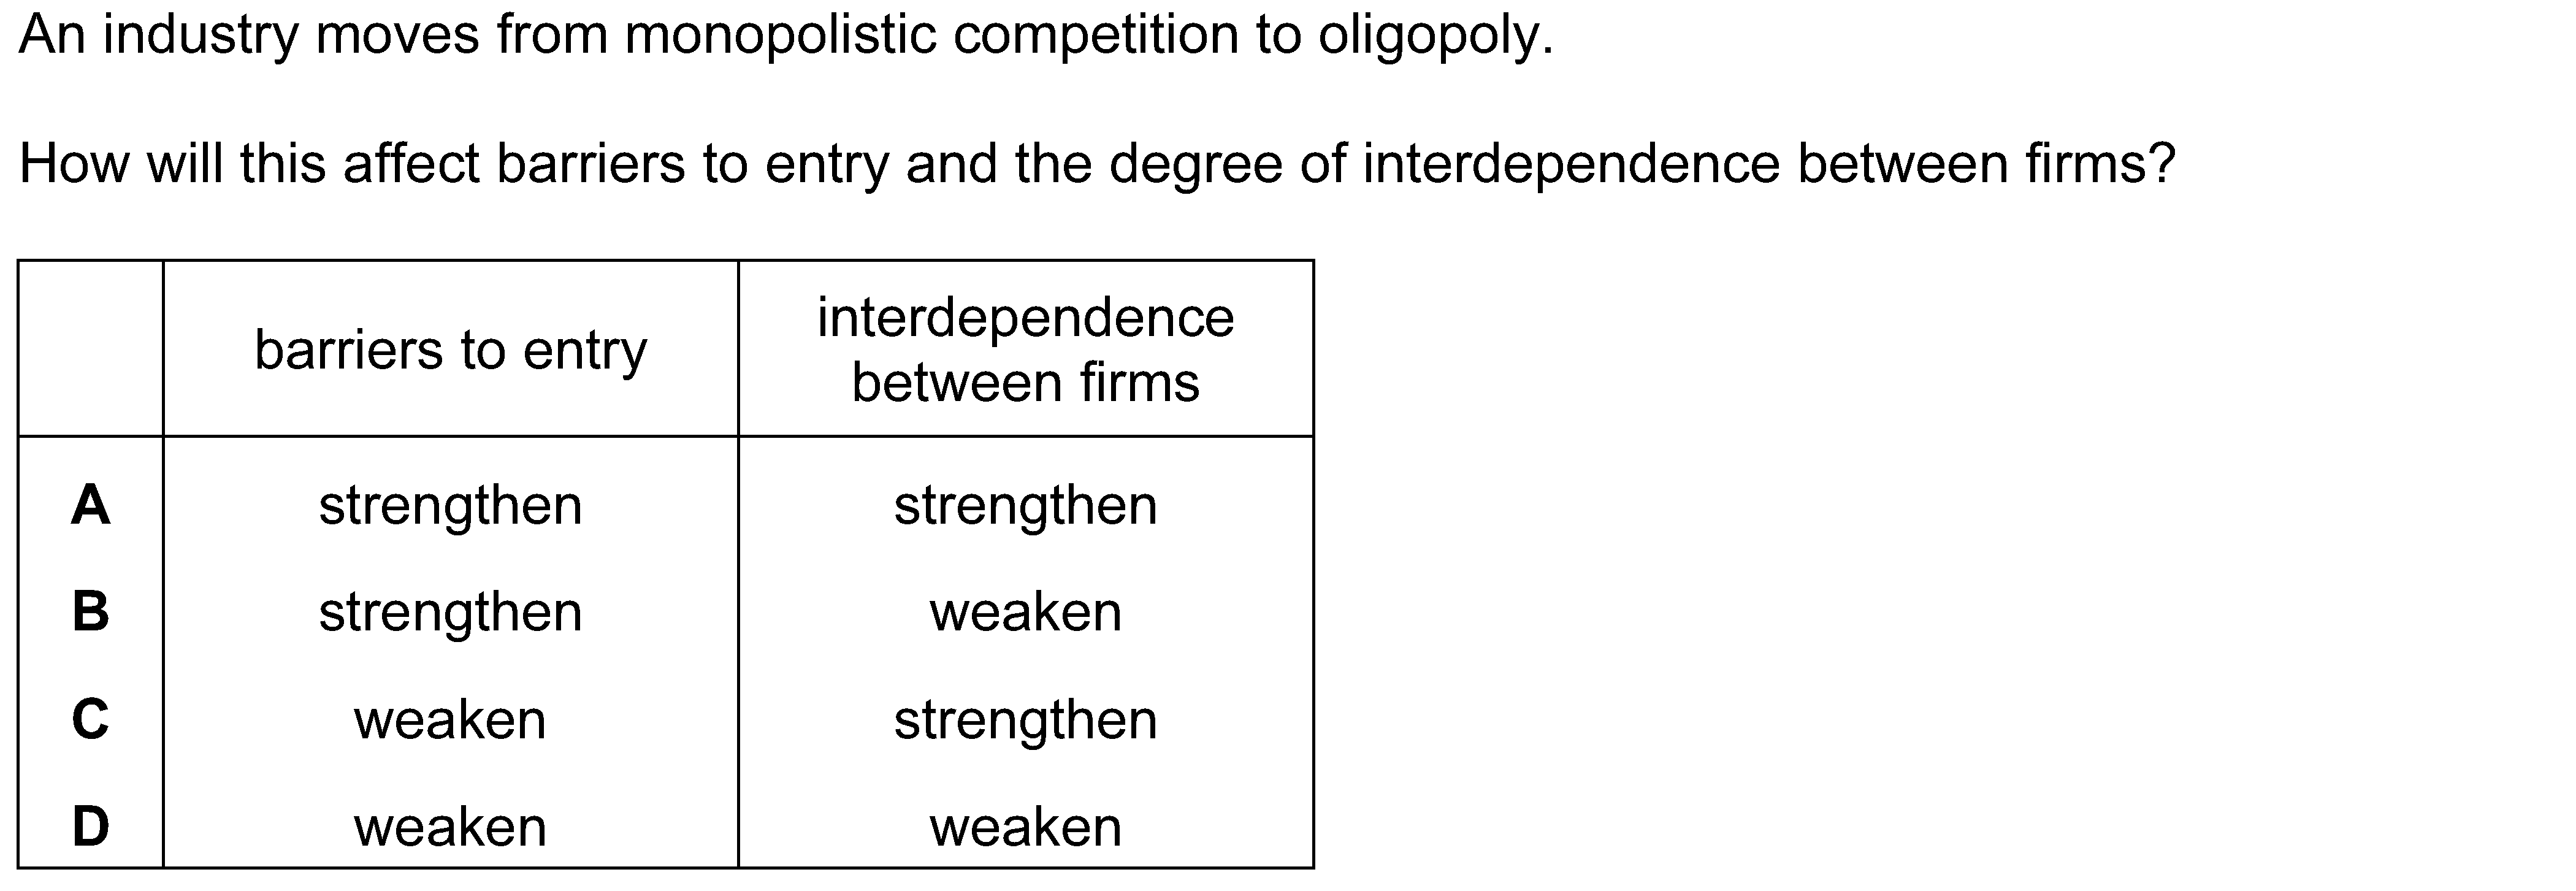 An industry moves from monopolistic competition to oligopoly.
How will this affect barriers to entry and the degree of interdependence between firms?
barriers to entry
interdependence
between firms
A strengthen strengthen
B strengthen weaken
C weaken strengthen
D weaken weaken